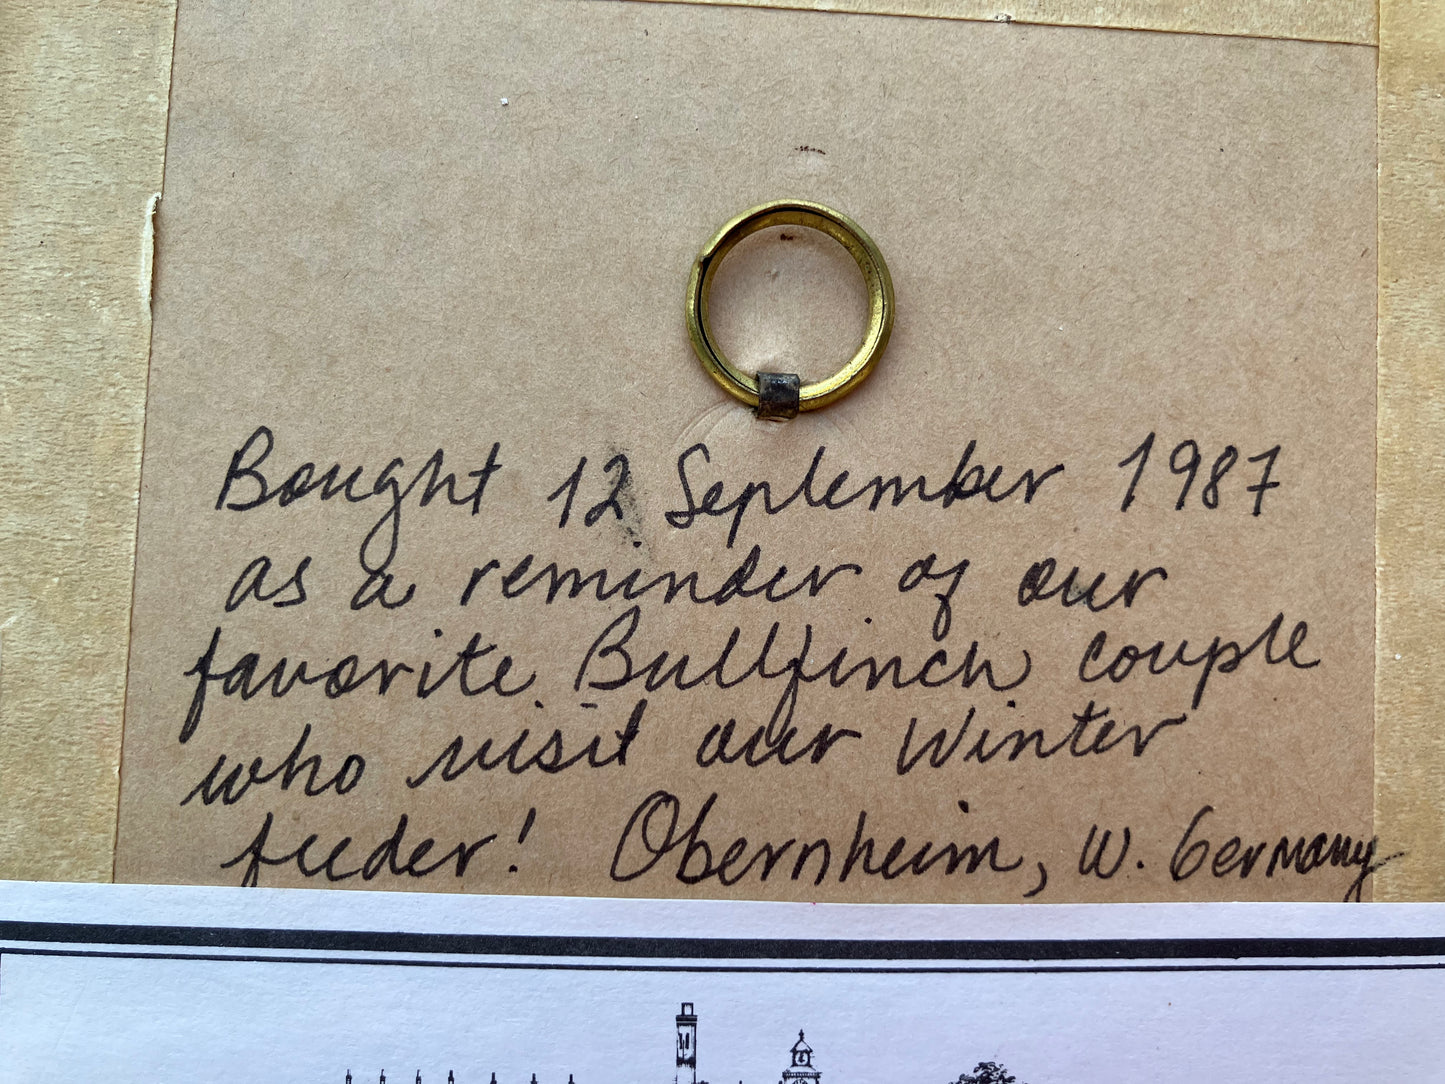 Bought 12 September 1987
as a reminder of our
favorite Bullfinch couple
who visit our Winter
feeder! Obernheim, W. Germany